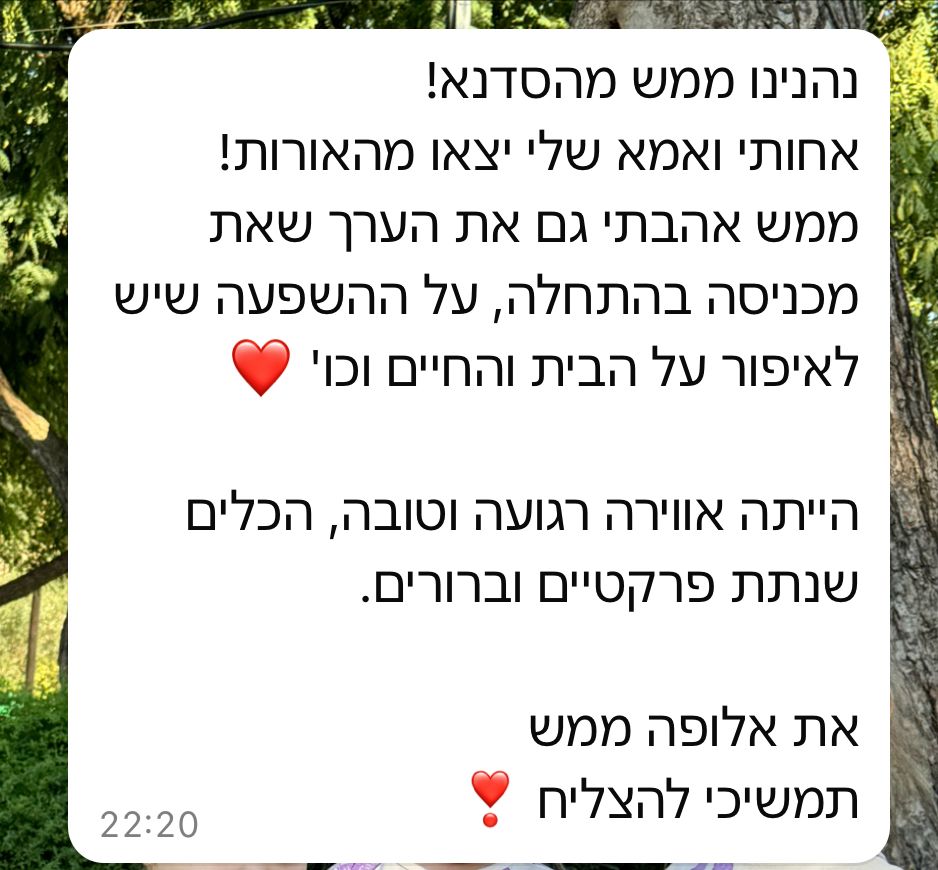 נהנינו ממש מהסדנא!
אחותי ואמא שלי יצאו מהאורות!
ממש אהבתי גם את הערך שאת
מכניסה בהתחלה, על ההשפעה שיש
לאיפור על הבית והחיים וכו' ❤️
הייתה אווירה רגועה וטובה, הכלים
שנתת פרקטיים וברורים.
את אלופה ממש
תמשיכי להצליח ❣️
22:20